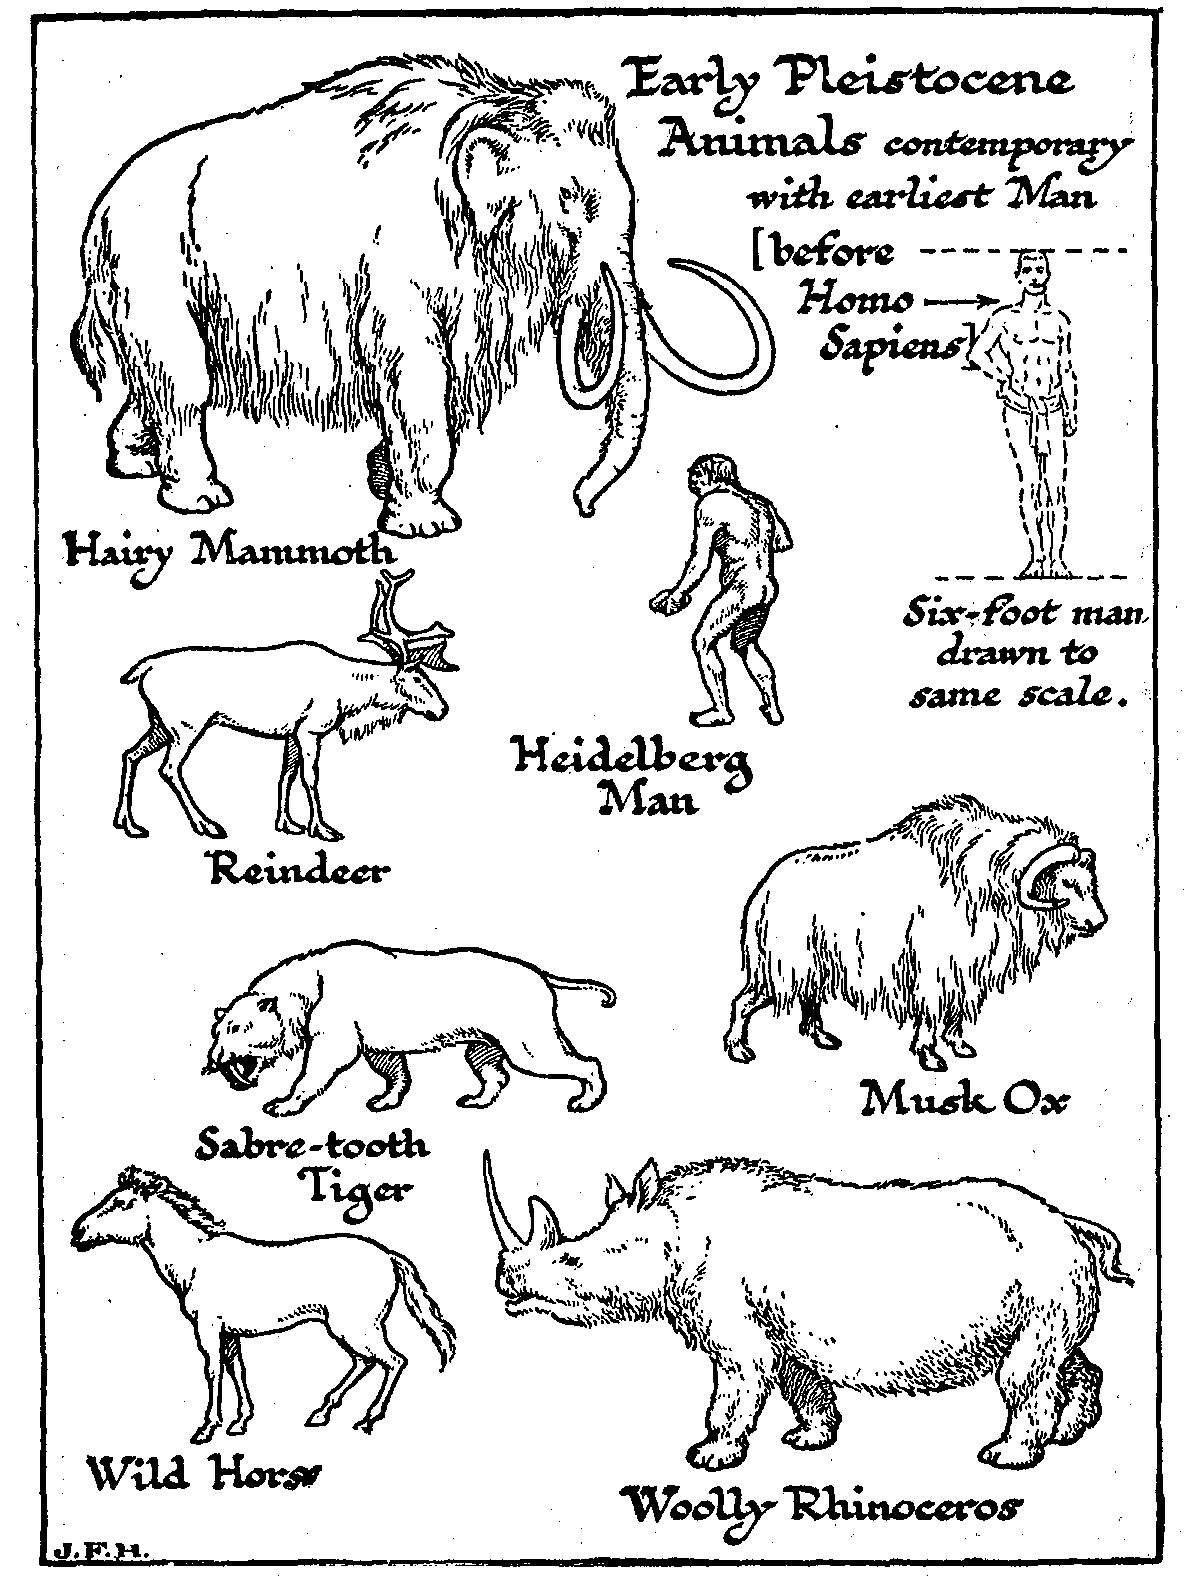 Early Pleistocene
Animals contemporary
with earliest Man
[before
Homo
Sapiens]
Hairy Mammoth
Six-foot man
drawn to
same scale.
Heidelberg
Man
Reindeer
Musk Ox
Sabre-tooth
Tiger
Wild Horse
Woolly Rhinoceros
J.F.H.